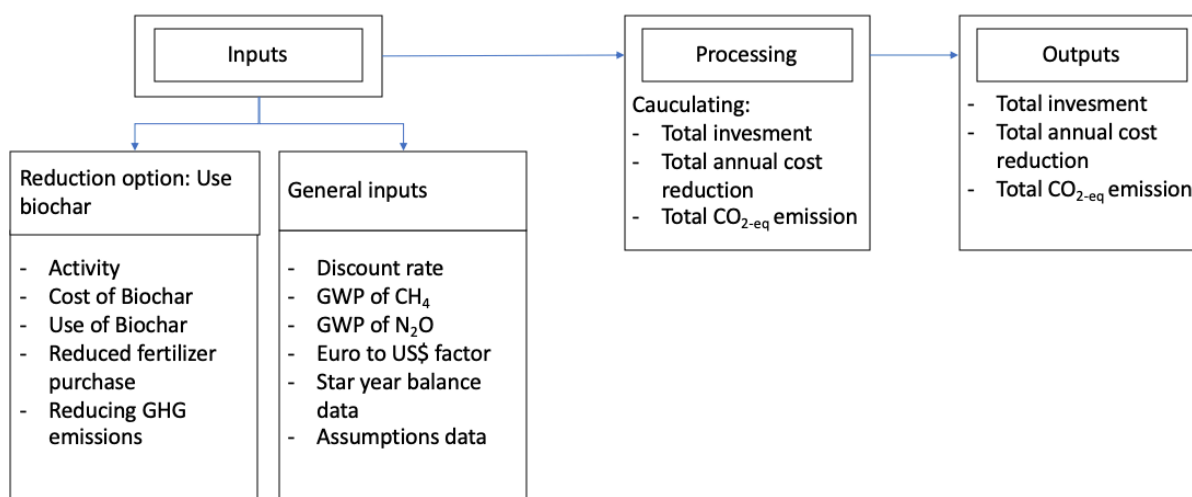 Inputs
Processing
Outputs
Cauculating:
- Total invesment
- Total annual cost
reduction
- Total CO₂₋eq emission
- Total invesment
- Total annual cost
reduction
- Total CO₂₋eq emission
Reduction option: Use
biochar
- Activity
- Cost of Biochar
- Use of Biochar
- Reduced fertilizer
purchase
- Reducing GHG
emissions
General inputs
- Discount rate
- GWP of CH₄
- GWP of N₂O
- Euro to US$ factor
- Star year balance
data
- Assumptions data